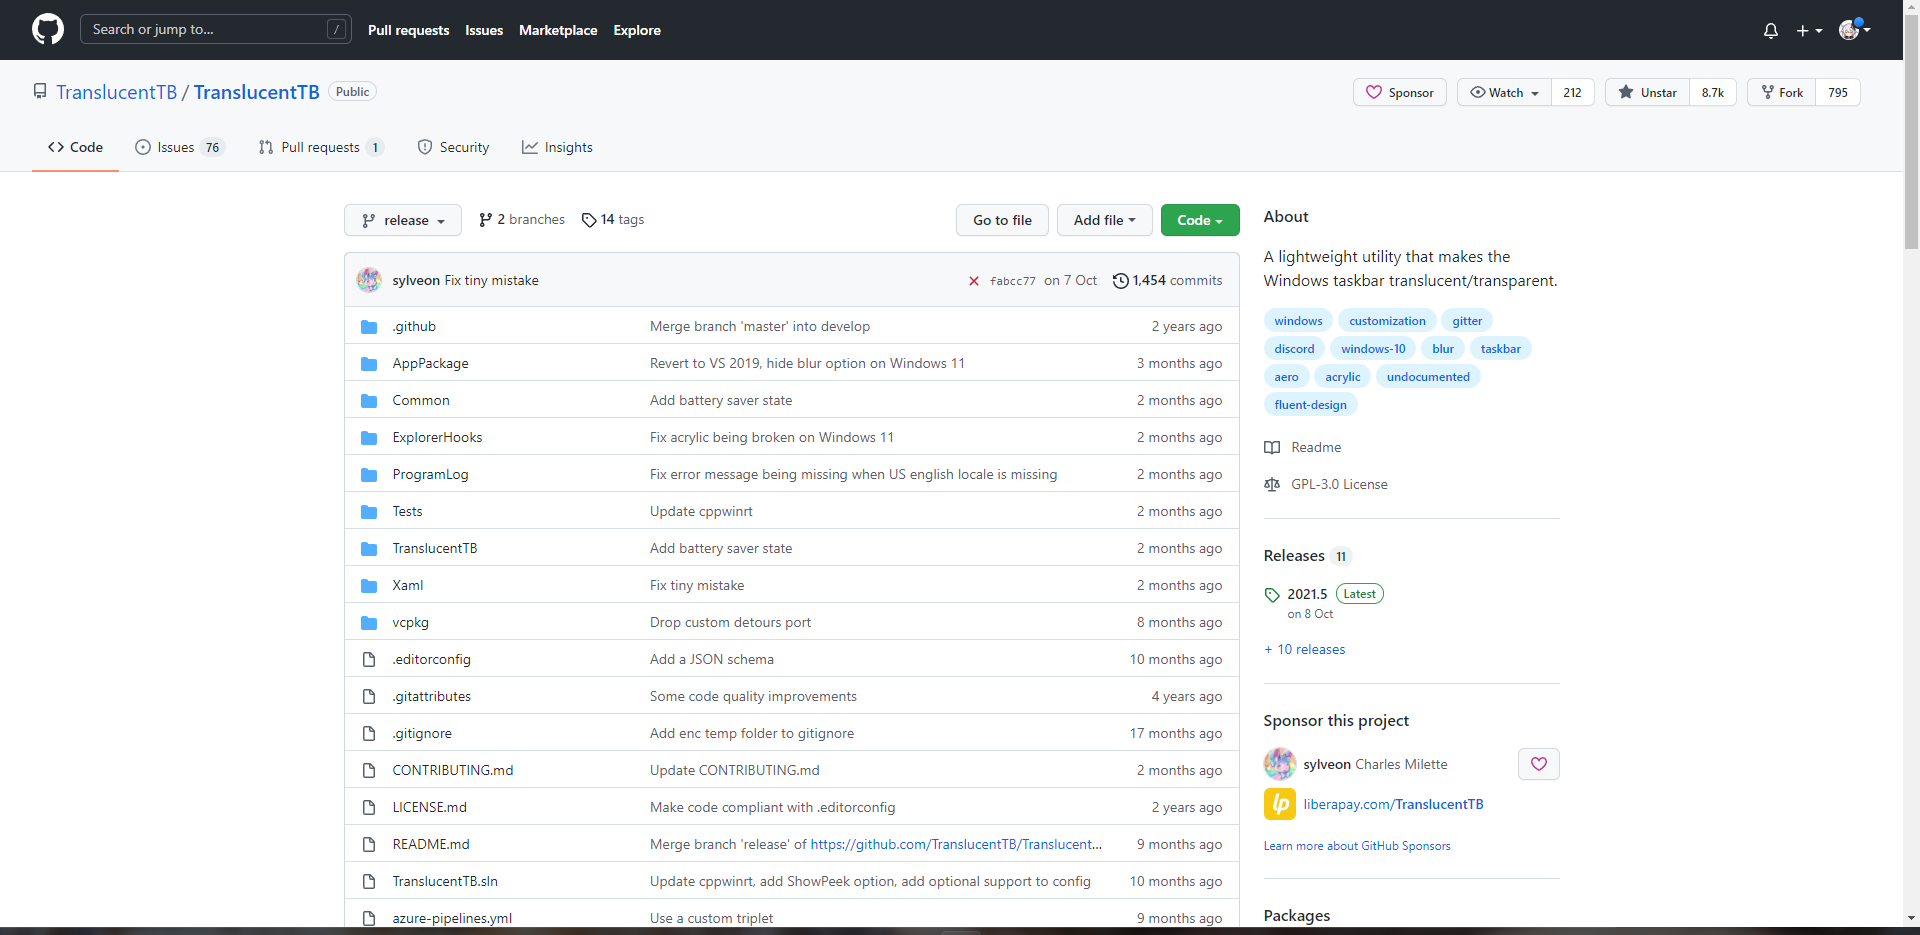 Search or jump to... /
Pull requests Issues Marketplace Explore
TranslucentTB / TranslucentTB Public
Sponsor Watch 212 Unstar 8.7k Fork 795
Code Issues 76 Pull requests 1 Security Insights
release 2 branches 14 tags Go to file Add file Code
sylveon Fix tiny mistake fabcc77 on 7 Oct 1,454 commits
.github Merge branch 'master' into develop 2 years ago
AppPackage Revert to VS 2019, hide blur option on Windows 11 3 months ago
Common Add battery saver state 2 months ago
ExplorerHooks Fix acrylic being broken on Windows 11 2 months ago
ProgramLog Fix error message being missing when US english locale is missing 2 months ago
Tests Update cppwinrt 2 months ago
TranslucentTB Add battery saver state 2 months ago
Xaml Fix tiny mistake 2 months ago
vcpkg Drop custom detours port 8 months ago
.editorconfig Add a JSON schema 10 months ago
.gitattributes Some code quality improvements 4 years ago
.gitignore Add enc temp folder to gitignore 17 months ago
CONTRIBUTING.md Update CONTRIBUTING.md 2 months ago
LICENSE.md Make code compliant with .editorconfig 2 years ago
README.md Merge branch 'release' of https://github.com/TranslucentTB/Translucent... 9 months ago
TranslucentTB.sln Update cppwinrt, add ShowPeek option, add optional support to config 10 months ago
azure-pipelines.yml Use a custom triplet 9 months ago
About
A lightweight utility that makes the
Windows taskbar translucent/transparent.
windows customization gitter
discord windows-10 blur taskbar
aero acrylic undocumented
fluent-design
Readme
GPL-3.0 License
Releases 11
2021.5 Latest
on 8 Oct
+ 10 releases
Sponsor this project
sylveon Charles Milette
lp liberapay.com/TranslucentTB
Learn more about GitHub Sponsors
Packages